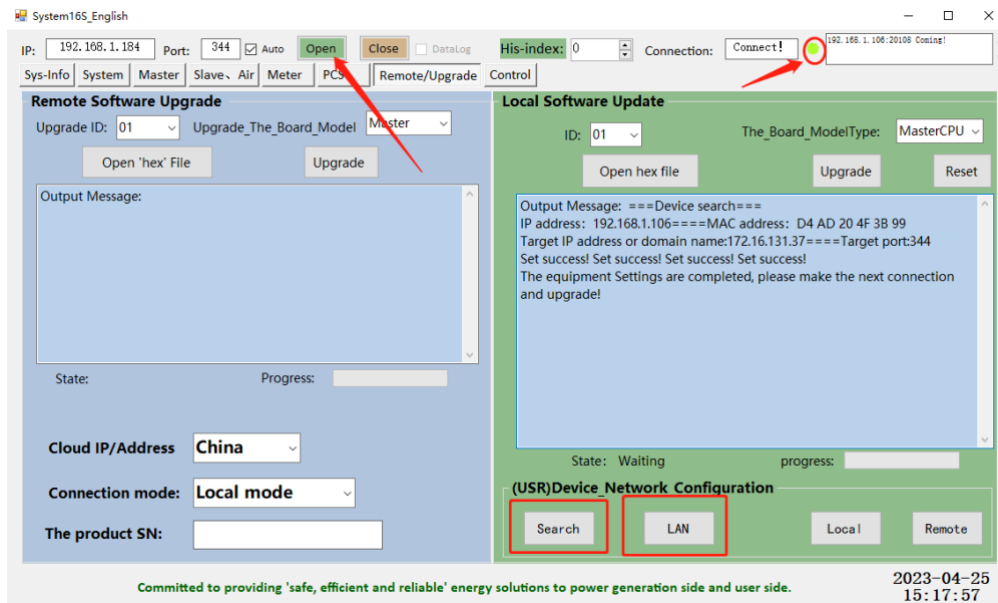 System16S_English
IP: 192.168.1.184 Port: 344 Auto Open Close DataLog His-index: 0 Connection: Connect! 192.168.1.106:20108 Coming!
Sys-Info System Master Slave、Air Meter PCS Remote/Upgrade Control
Remote Software Upgrade
Upgrade ID: 01 Upgrade_The_Board_Model Master
Open 'hex' File Upgrade
Output Message:
State: Progress:
Cloud IP/Address China
Connection mode: Local mode
The product SN:
Local Software Update
ID: 01 The_Board_ModelType: MasterCPU
Open hex file Upgrade Reset
Output Message: ===Device search===
IP address: 192.168.1.106====MAC address: D4 AD 20 4F 3B 99
Target IP address or domain name:172.16.131.37====Target port:344
Set success! Set success! Set success! Set success!
The equipment Settings are completed, please make the next connection
and upgrade!
State: Waiting progress:
(USR)Device_Network Configuration
Search LAN Local Remote
Committed to providing 'safe, efficient and reliable' energy solutions to power generation side and user side.
2023-04-25
15:17:57